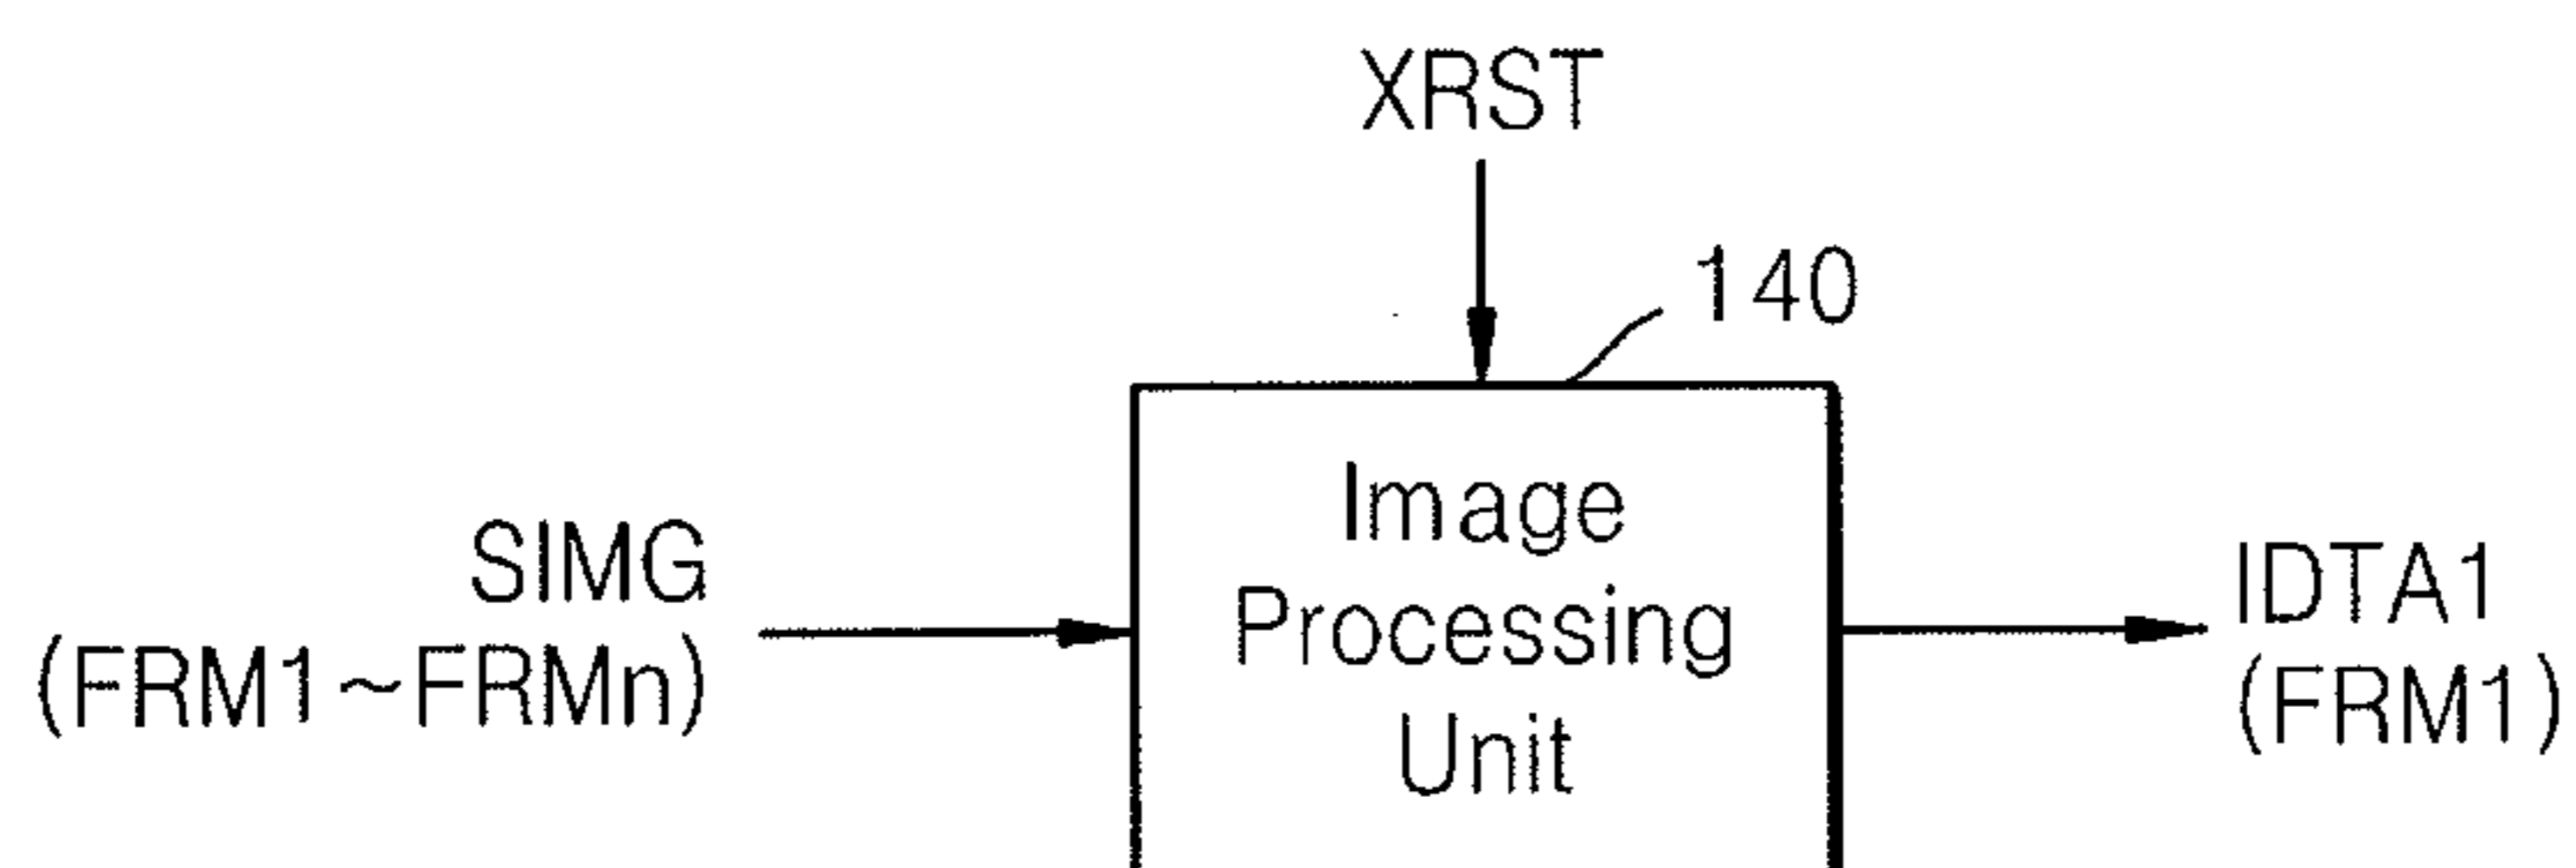 XRST
140
Image
Processing
Unit
SIMG
(FRM1~FRMn)
IDTA1
(FRM1)